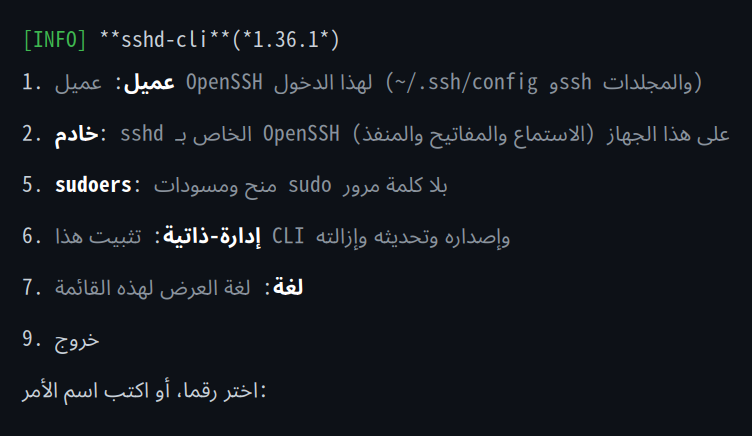 [INFO] **sshd-cli**(*1.36.1*)
1. عميل: عميل OpenSSH لهذا الدخول (~/.ssh/config وssh والمجلدات)
2. خادم: sshd الخاص بـ OpenSSH على هذا الجهاز (الاستماع والمفاتيح والمنفذ)
5. sudoers: منح ومسودات sudo بلا كلمة مرور
6. إدارة-ذاتية: تثبيت هذا CLI وإصداره وتحديثه وإزالته
7. لغة: لغة العرض لهذه القائمة
9. خروج
اختر رقما، أو اكتب اسم الأمر: